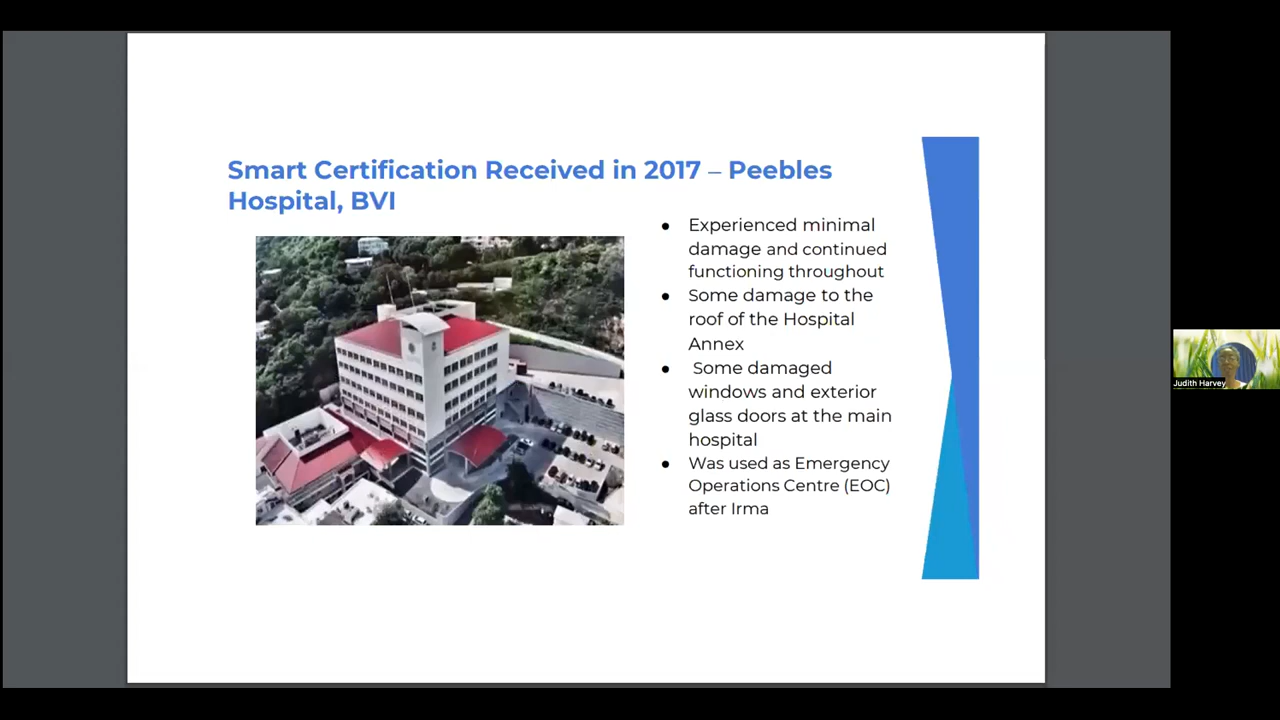 Smart Certification Received in 2017 – Peebles
Hospital, BVI
● Experienced minimal
damage and continued
functioning throughout
● Some damage to the
roof of the Hospital
Annex
● Some damaged
windows and exterior
glass doors at the main
hospital
● Was used as Emergency
Operations Centre (EOC)
after Irma
Judith Harvey